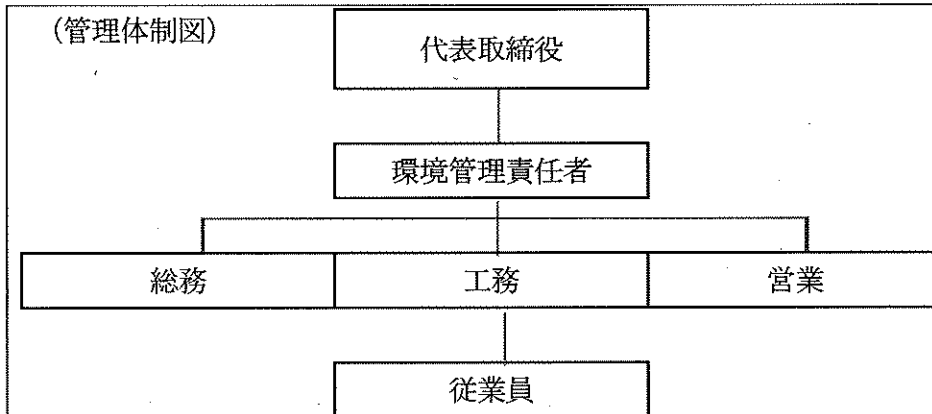 (管理体制図)
代表取締役
環境管理責任者
総務 工務 営業
従業員